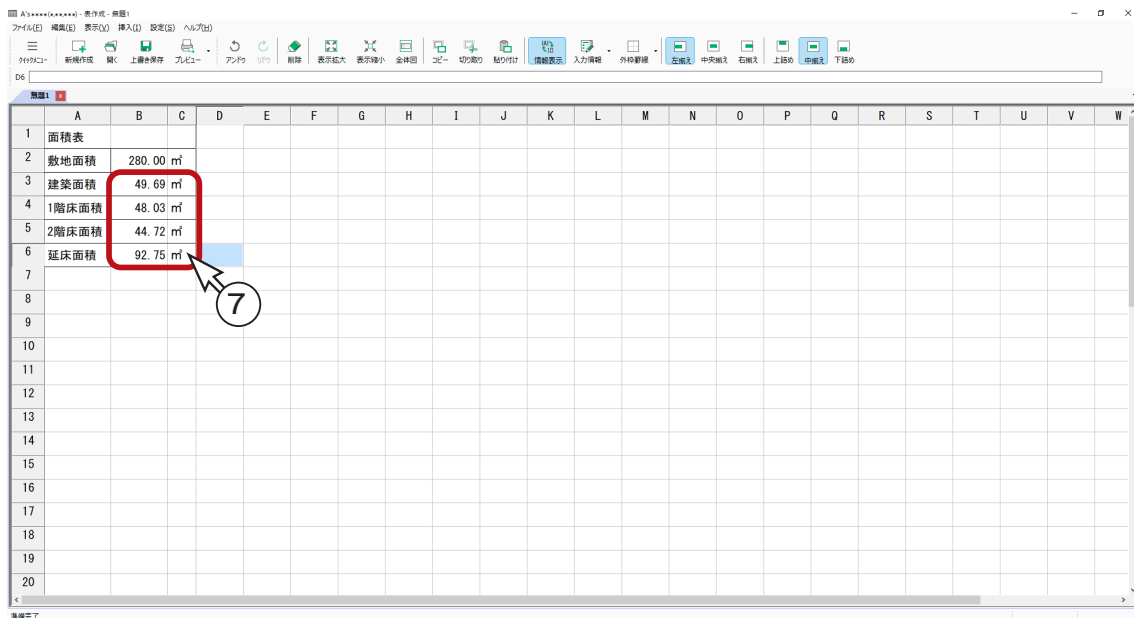 A's****(*.**.***) - 表作成 - 無題1
ファイル(F) 編集(E) 表示(V) 挿入(I) 設定(S) ヘルプ(H)
クイックメニュー 新規作成 開く 上書き保存 プレビュー アンドゥ リドゥ 削除 表示拡大 表示縮小 全体図 コピー 切り取り 貼り付け 情報表示 入力情報 外枠罫線 左揃え 中央揃え 右揃え 上詰め 中揃え 下詰め
D6
無題1
A B C D E F G H I J K L M N O P Q R S T U V W
1 面積表
2 敷地面積 280.00 ㎡
3 建築面積 49.69 ㎡
4 1階床面積 48.03 ㎡
5 2階床面積 44.72 ㎡
6 延床面積 92.75 ㎡
7
⑦
8
9
10
11
12
13
14
15
16
17
18
19
20
準備完了